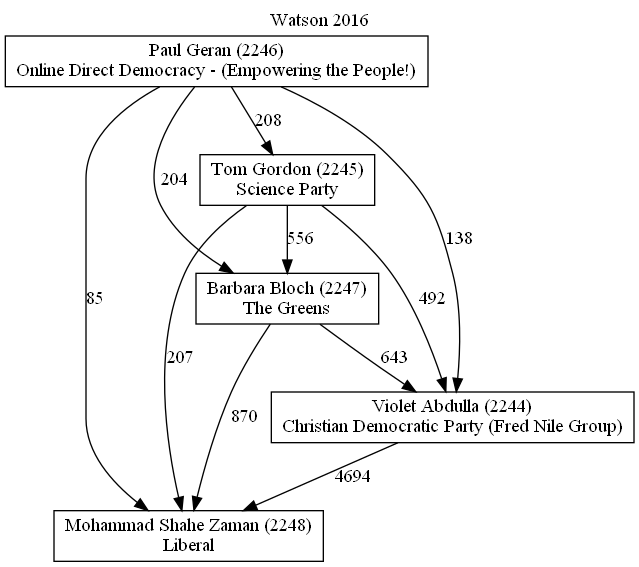 Watson 2016
Paul Geran (2246)
Online Direct Democracy - (Empowering the People!)
208
Tom Gordon (2245)
Science Party
204
138
556
Barbara Bloch (2247)
The Greens
85
492
207
643
870
Violet Abdulla (2244)
Christian Democratic Party (Fred Nile Group)
4694
Mohammad Shahe Zaman (2248)
Liberal